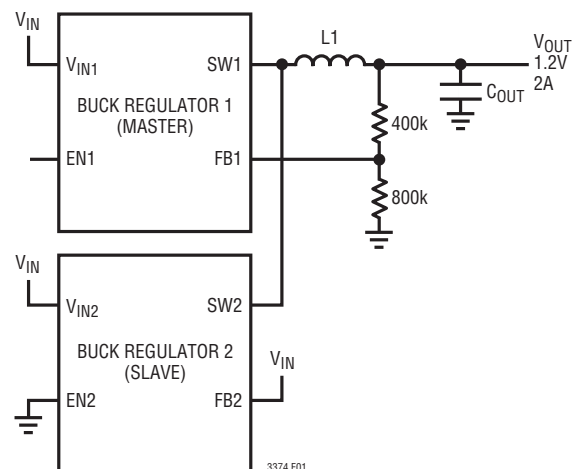 VIN
VIN1
SW1
L1
VOUT
1.2V
2A
COUT
BUCK REGULATOR 1
(MASTER)
400k
EN1
FB1
800k
VIN
VIN2
SW2
BUCK REGULATOR 2
(SLAVE)
VIN
EN2
FB2
3374 F01